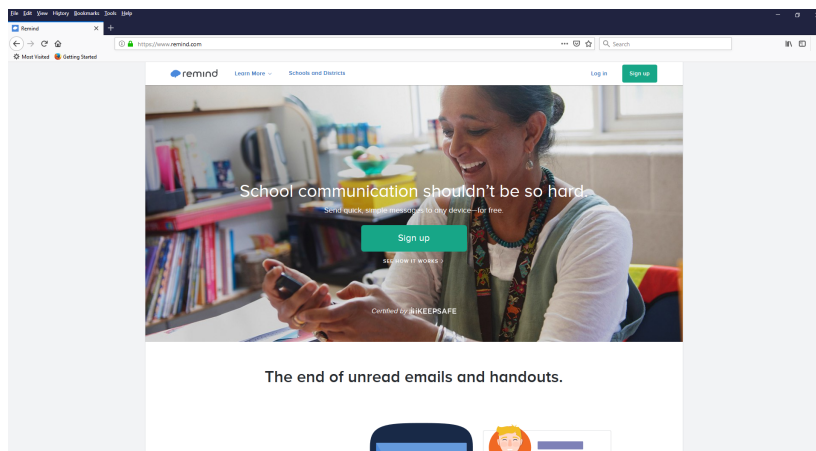 File Edit View History Bookmarks Tools Help
Remind
https://www.remind.com
Search
Most Visited Getting Started
remind Learn More Schools and Districts Log in Sign up
School communication shouldn't be so hard.
Send quick, simple messages to any device—for free.
Sign up
SEE HOW IT WORKS
Certified by iKEEPSAFE
The end of unread emails and handouts.